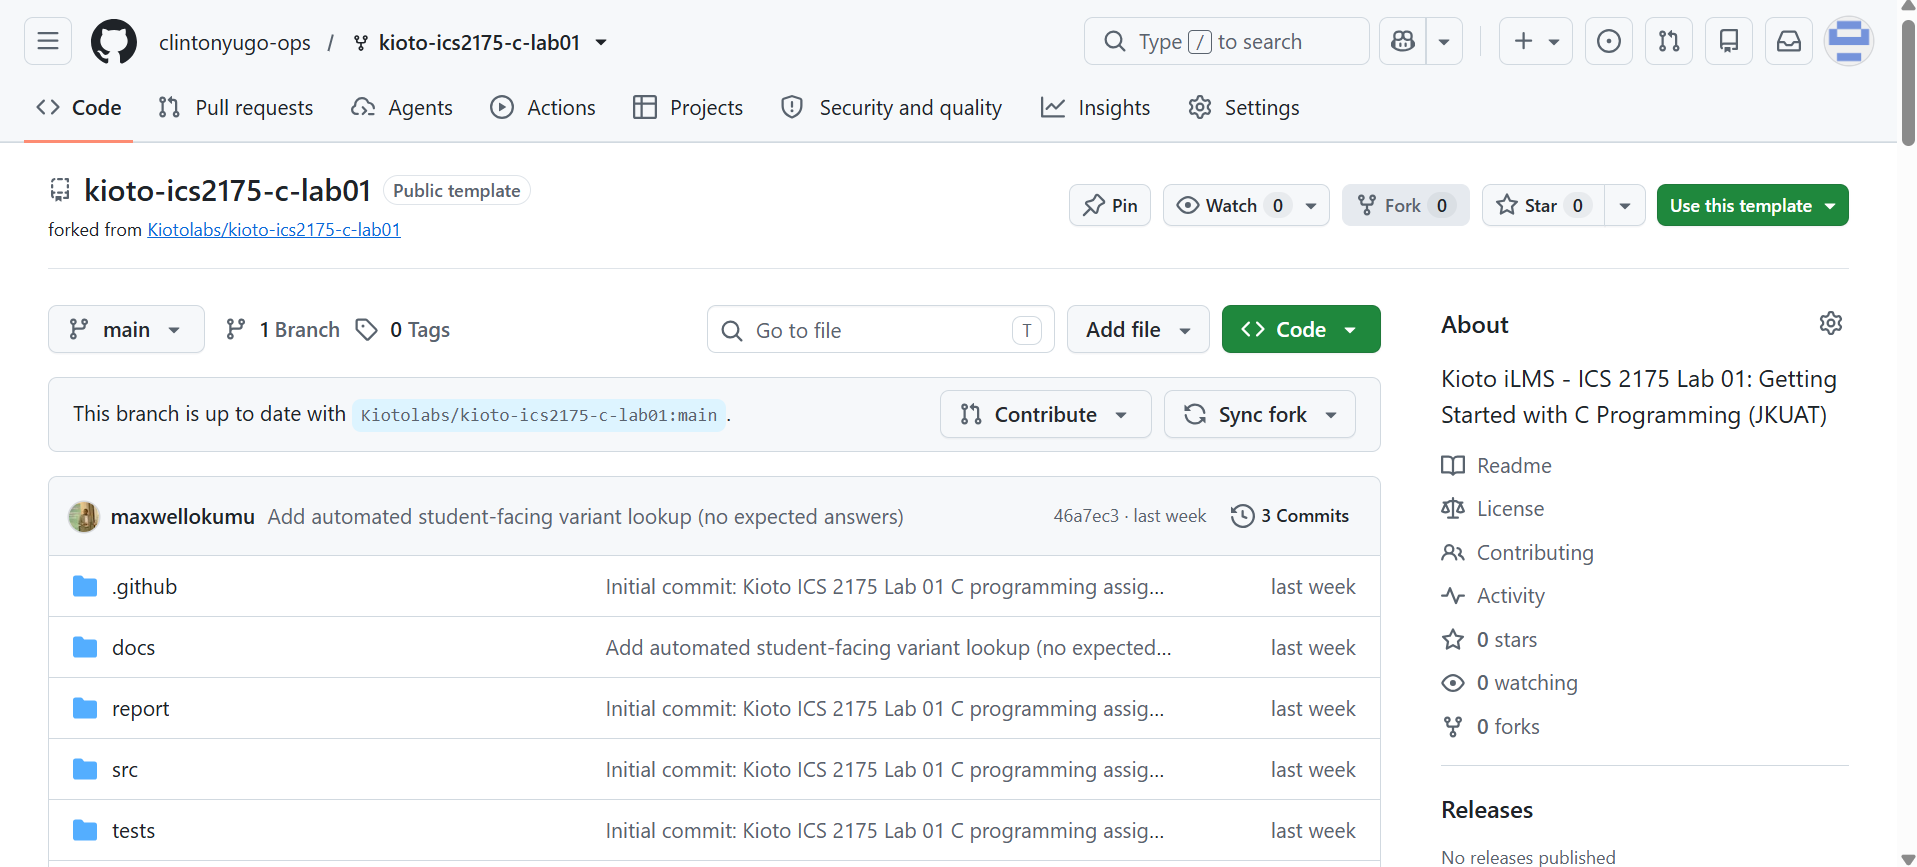 clintonyugo-ops / kioto-ics2175-c-lab01
Type / to search
Code Pull requests Agents Actions Projects Security and quality Insights Settings
kioto-ics2175-c-lab01 Public template
forked from Kiotolabs/kioto-ics2175-c-lab01
Pin Watch 0 Fork 0 Star 0 Use this template
main 1 Branch 0 Tags Go to file T Add file Code
This branch is up to date with Kiotolabs/kioto-ics2175-c-lab01:main . Contribute Sync fork
maxwellokumu Add automated student-facing variant lookup (no expected answers) 46a7ec3 · last week 3 Commits
.github Initial commit: Kioto ICS 2175 Lab 01 C programming assig... last week
docs Add automated student-facing variant lookup (no expected... last week
report Initial commit: Kioto ICS 2175 Lab 01 C programming assig... last week
src Initial commit: Kioto ICS 2175 Lab 01 C programming assig... last week
tests Initial commit: Kioto ICS 2175 Lab 01 C programming assig... last week
About
Kioto iLMS - ICS 2175 Lab 01: Getting
Started with C Programming (JKUAT)
Readme
License
Contributing
Activity
0 stars
0 watching
0 forks
Releases
No releases published